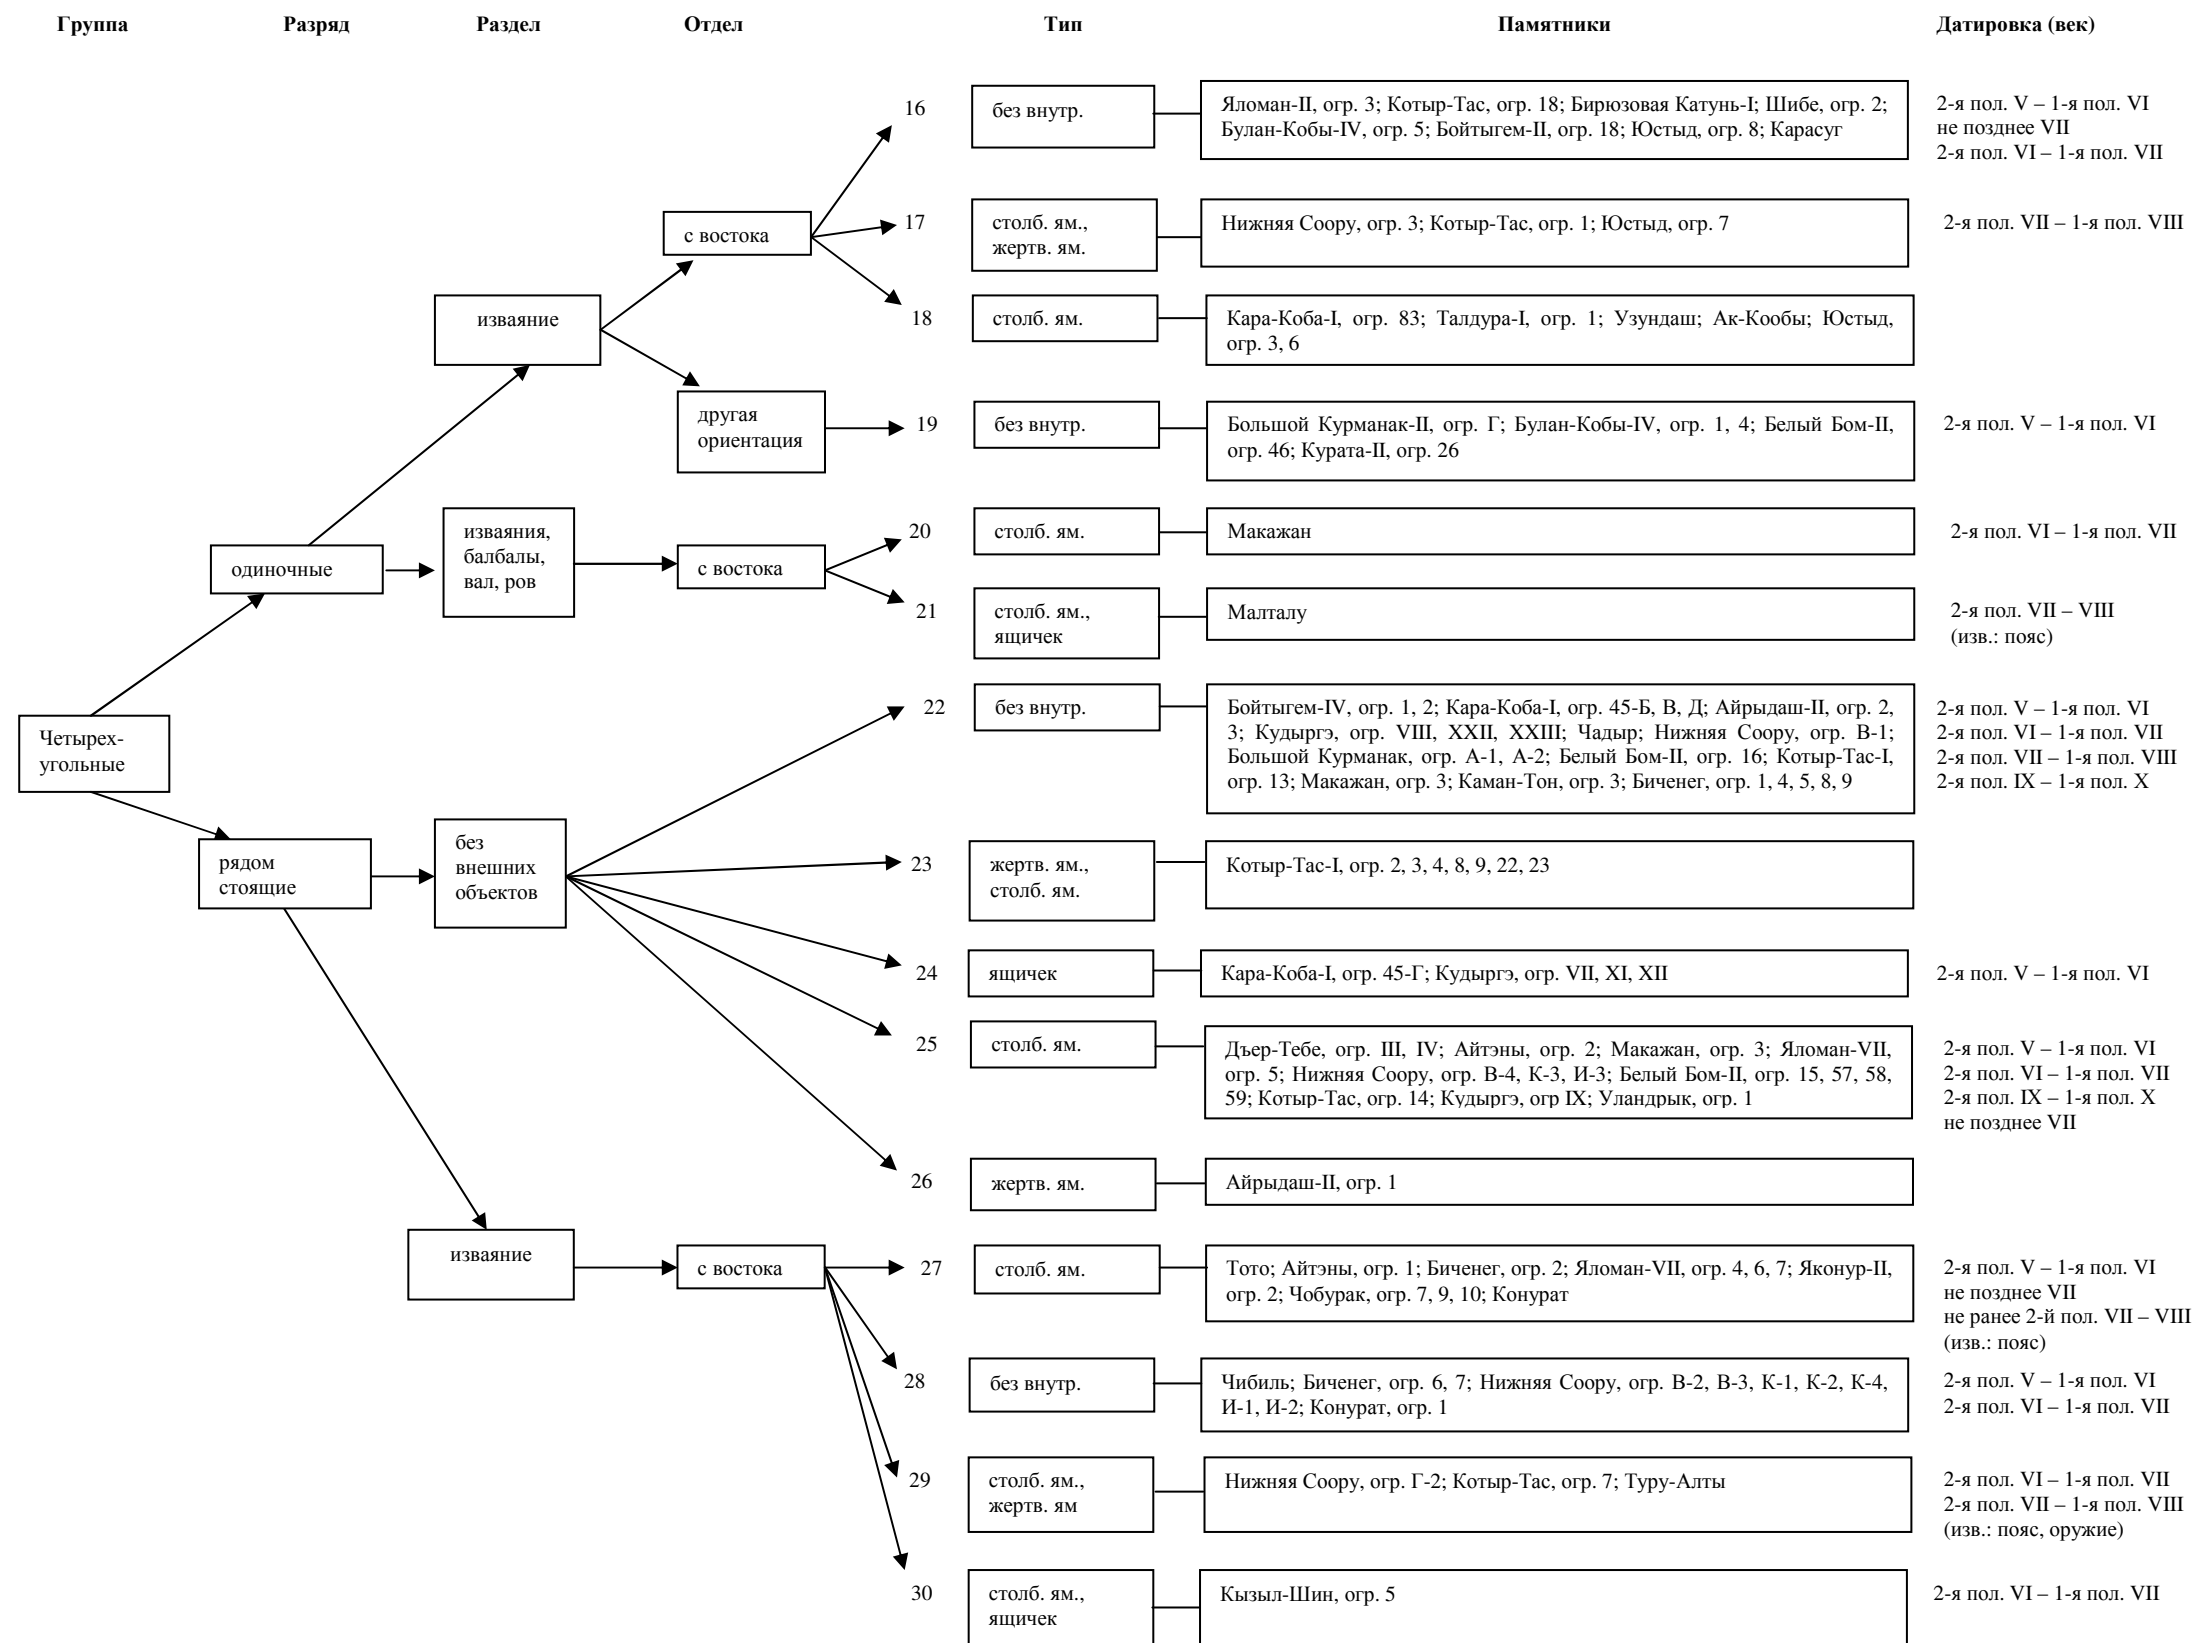 Группа Разряд Раздел Отдел Тип Памятники Датировка (век)
16
без внутр.
Яломан-II, огр. 3; Котыр-Тас, огр. 18; Бирюзовая Катунь-I; Шибе, огр. 2;
Булан-Кобы-IV, огр. 5; Бойтыгем-II, огр. 18; Юстыд, огр. 8; Карасуг
2-я пол. V – 1-я пол. VI
не позднее VII
2-я пол. VI – 1-я пол. VII
с востока
17
столб. ям.,
жертв. ям.
Нижняя Соору, огр. 3; Котыр-Тас, огр. 1; Юстыд, огр. 7
2-я пол. VII – 1-я пол. VIII
изваяние
18
столб. ям.
Кара-Коба-I, огр. 83; Талдура-I, огр. 1; Узундаш; Ак-Кообы; Юстыд,
огр. 3, 6
другая
ориентация
19
без внутр.
Большой Курманак-II, огр. Г; Булан-Кобы-IV, огр. 1, 4; Белый Бом-II,
огр. 46; Курата-II, огр. 26
2-я пол. V – 1-я пол. VI
одиночные
изваяния,
балбалы,
вал, ров
с востока
20
столб. ям.
Макажан
2-я пол. VI – 1-я пол. VII
21
столб. ям.,
ящичек
Малталу
2-я пол. VII – VIII
(изв.: пояс)
Четырех-
угольные
22
без внутр.
Бойтыгем-IV, огр. 1, 2; Кара-Коба-I, огр. 45-Б, В, Д; Айрыдаш-II, огр. 2,
3; Кудыргэ, огр. VIII, XXII, XXIII; Чадыр; Нижняя Соору, огр. В-1;
Большой Курманак, огр. А-1, А-2; Белый Бом-II, огр. 16; Котыр-Тас-I,
огр. 13; Макажан, огр. 3; Каман-Тон, огр. 3; Биченег, огр. 1, 4, 5, 8, 9
2-я пол. V – 1-я пол. VI
2-я пол. VI – 1-я пол. VII
2-я пол. VII – 1-я пол. VIII
2-я пол. IX – 1-я пол. X
рядом
стоящие
без
внешних
объектов
23
жертв. ям.,
столб. ям.
Котыр-Тас-I, огр. 2, 3, 4, 8, 9, 22, 23
24
ящичек
Кара-Коба-I, огр. 45-Г; Кудыргэ, огр. VII, XI, XII
2-я пол. V – 1-я пол. VI
25
столб. ям.
Дъер-Тебе, огр. III, IV; Айтэны, огр. 2; Макажан, огр. 3; Яломан-VII,
огр. 5; Нижняя Соору, огр. В-4, К-3, И-3; Белый Бом-II, огр. 15, 57, 58,
59; Котыр-Тас, огр. 14; Кудыргэ, огр IX; Уландрык, огр. 1
2-я пол. V – 1-я пол. VI
2-я пол. VI – 1-я пол. VII
2-я пол. IX – 1-я пол. X
не позднее VII
26
жертв. ям.
Айрыдаш-II, огр. 1
изваяние
с востока
27
столб. ям.
Тото; Айтэны, огр. 1; Биченег, огр. 2; Яломан-VII, огр. 4, 6, 7; Яконур-II,
огр. 2; Чобурак, огр. 7, 9, 10; Конурат
2-я пол. V – 1-я пол. VI
не позднее VII
не ранее 2-й пол. VII – VIII
(изв.: пояс)
28
без внутр.
Чибиль; Биченег, огр. 6, 7; Нижняя Соору, огр. В-2, В-3, К-1, К-2, К-4,
И-1, И-2; Конурат, огр. 1
2-я пол. V – 1-я пол. VI
2-я пол. VI – 1-я пол. VII
29
столб. ям.,
жертв. ям
Нижняя Соору, огр. Г-2; Котыр-Тас, огр. 7; Туру-Алты
2-я пол. VI – 1-я пол. VII
2-я пол. VII – 1-я пол. VIII
(изв.: пояс, оружие)
30
столб. ям.,
ящичек
Кызыл-Шин, огр. 5
2-я пол. VI – 1-я пол. VII